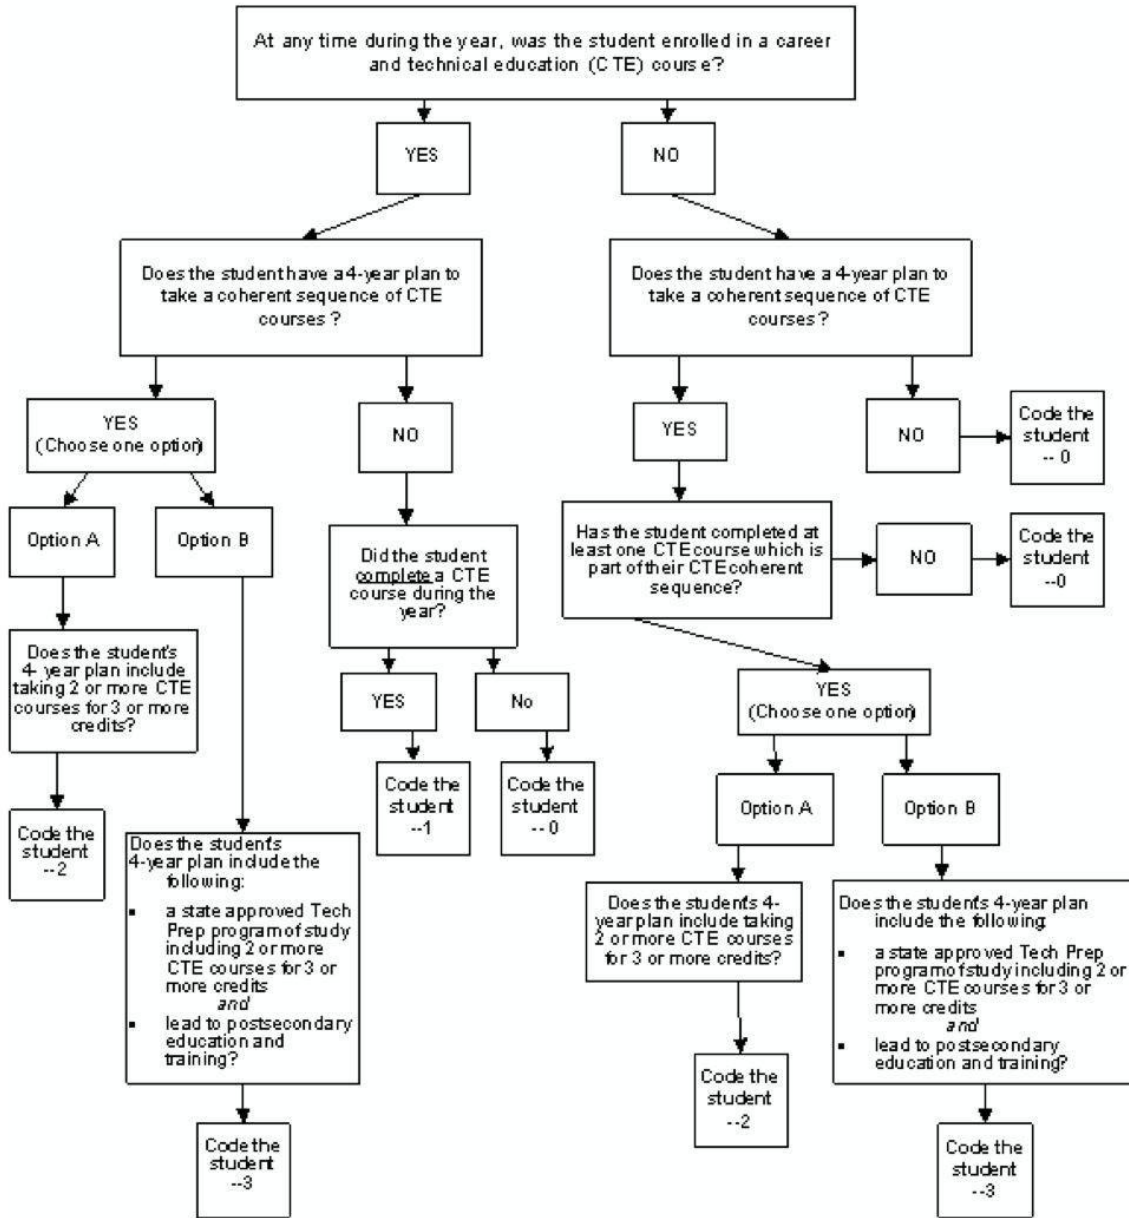 At any time during the year, was the student enrolled in a career
and technical education (CTE) course?
YES
NO
Does the student have a 4-year plan to
take a coherent sequence of CTE
courses ?
Does the student have a 4-year plan to
take a coherent sequence of CTE
courses?
YES
(Choose one option)
NO
YES
NO
Code the
student
-- 0
Option A
Option B
Did the student
complete a CTE
course during the
year?
Has the student completed at
least one CTE course which is
part of their CTE coherent
sequence?
NO
Code the
student
--0
Does the student's
4- year plan include
taking 2 or more CTE
courses for 3 or more
credits?
YES
No
YES
(Choose one option)
Code the
student
--2
Code the
student
--1
Code the
student
-- 0
Option A
Option B
Does the student's
4-year plan include the
following:
▪ a state approved Tech
Prep program of study
including 2 or more
CTE courses for 3 or
more credits
and
▪ lead to postsecondary
education and
training?
Does the student's 4-
year plan include taking
2 or more CTE courses
for 3 or more credits?
Does the student's 4-year plan
include the following:
▪ a state approved Tech Prep
program of study including 2 or
more CTE courses for 3 or
more credits
and
▪ lead to postsecondary
education and training?
Code the
student
--3
Code the
student
--2
Code the
student
--3